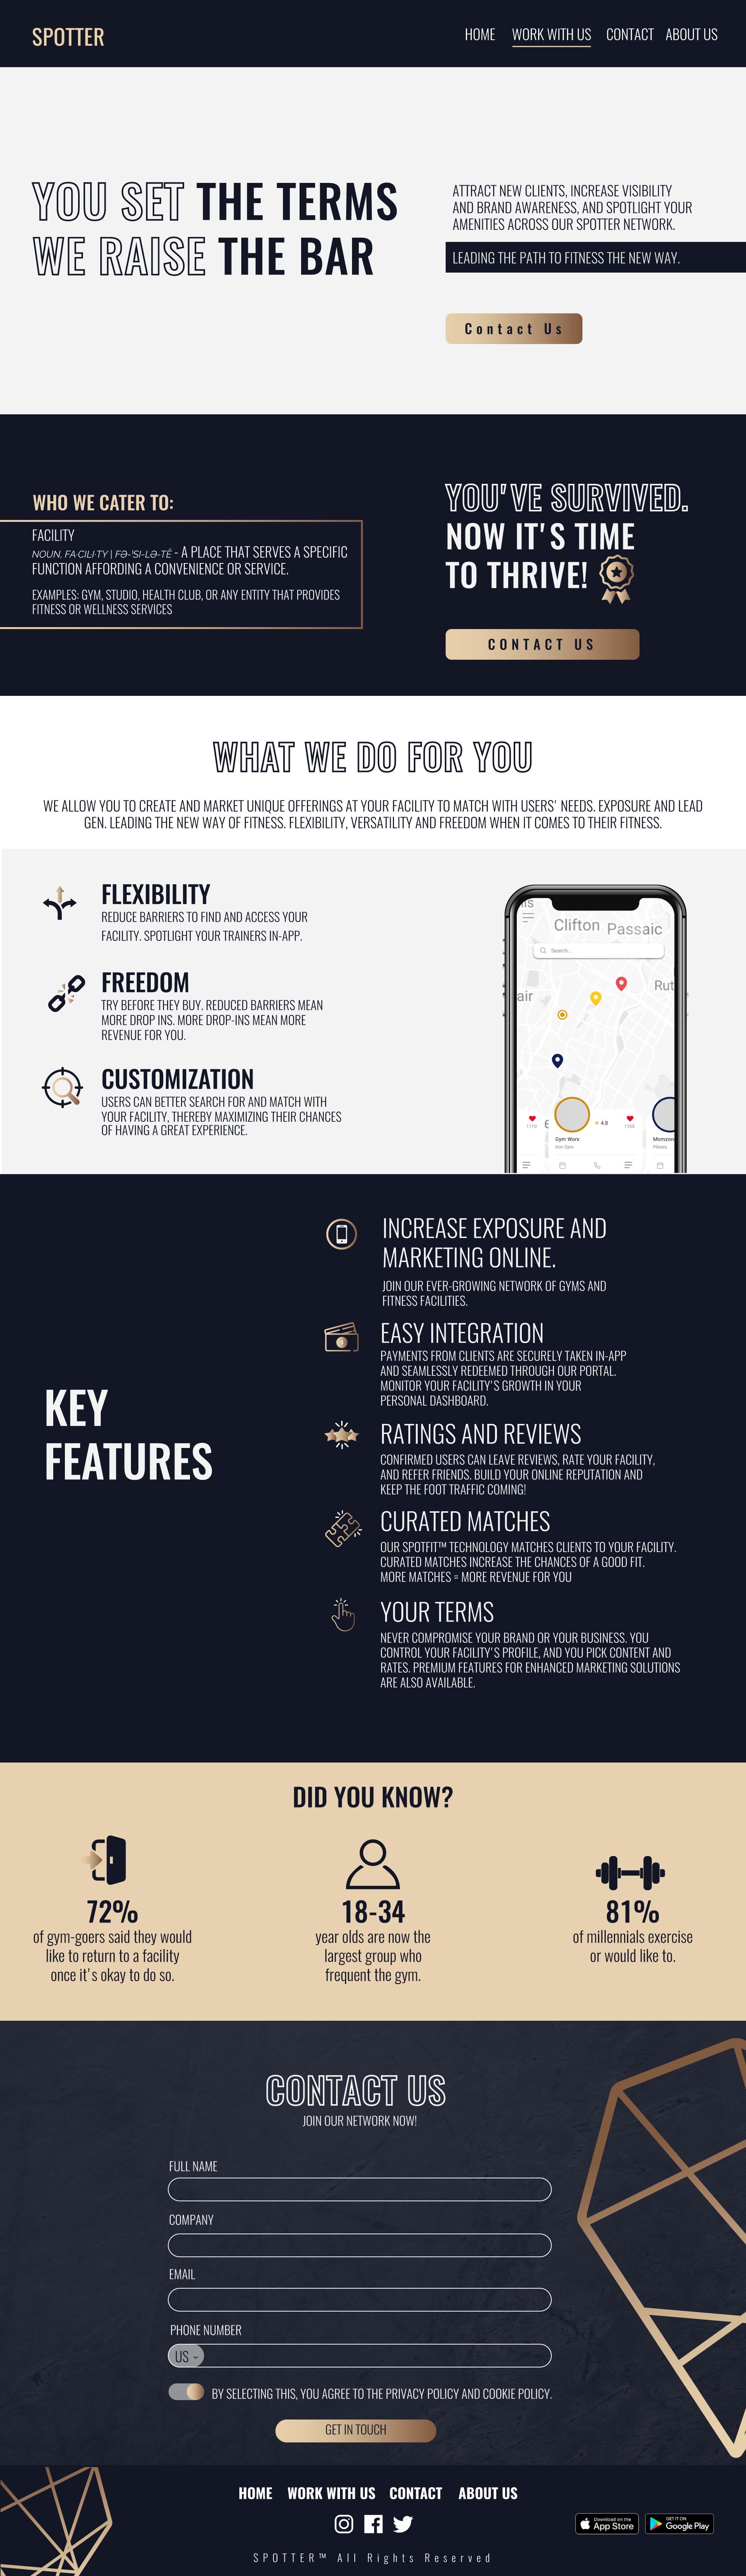 SPOTTER
HOME WORK WITH US CONTACT ABOUT US
YOU SET THE TERMS
WE RAISE THE BAR
ATTRACT NEW CLIENTS, INCREASE VISIBILITY
AND BRAND AWARENESS, AND SPOTLIGHT YOUR
AMENITIES ACROSS OUR SPOTTER NETWORK.
LEADING THE PATH TO FITNESS THE NEW WAY.
Contact Us
WHO WE CATER TO:
FACILITY
NOUN, FA·CILI·TY | FƏ-ˈSI-LƏ-TĒ - A PLACE THAT SERVES A SPECIFIC
FUNCTION AFFORDING A CONVENIENCE OR SERVICE.
EXAMPLES: GYM, STUDIO, HEALTH CLUB, OR ANY ENTITY THAT PROVIDES
FITNESS OR WELLNESS SERVICES
YOU'VE SURVIVED.
NOW IT'S TIME
TO THRIVE!
CONTACT US
WHAT WE DO FOR YOU
WE ALLOW YOU TO CREATE AND MARKET UNIQUE OFFERINGS AT YOUR FACILITY TO MATCH WITH USERS' NEEDS. EXPOSURE AND LEAD
GEN. LEADING THE NEW WAY OF FITNESS. FLEXIBILITY, VERSATILITY AND FREEDOM WHEN IT COMES TO THEIR FITNESS.
FLEXIBILITY
REDUCE BARRIERS TO FIND AND ACCESS YOUR
FACILITY. SPOTLIGHT YOUR TRAINERS IN-APP.
FREEDOM
TRY BEFORE THEY BUY. REDUCED BARRIERS MEAN
MORE DROP INS. MORE DROP-INS MEAN MORE
REVENUE FOR YOU.
CUSTOMIZATION
USERS CAN BETTER SEARCH FOR AND MATCH WITH
YOUR FACILITY, THEREBY MAXIMIZING THEIR CHANCES
OF HAVING A GREAT EXPERIENCE.
lls
Clifton Passaic
Search...
Rut
air
4.8
Gym Worx
Iron Gym
Momzon
Pilates
INCREASE EXPOSURE AND
MARKETING ONLINE.
JOIN OUR EVER-GROWING NETWORK OF GYMS AND
FITNESS FACILITIES.
EASY INTEGRATION
PAYMENTS FROM CLIENTS ARE SECURELY TAKEN IN-APP
AND SEAMLESSLY REDEEMED THROUGH OUR PORTAL.
MONITOR YOUR FACILITY'S GROWTH IN YOUR
PERSONAL DASHBOARD.
KEY
FEATURES
RATINGS AND REVIEWS
CONFIRMED USERS CAN LEAVE REVIEWS, RATE YOUR FACILITY,
AND REFER FRIENDS. BUILD YOUR ONLINE REPUTATION AND
KEEP THE FOOT TRAFFIC COMING!
CURATED MATCHES
OUR SPOTFIT™ TECHNOLOGY MATCHES CLIENTS TO YOUR FACILITY.
CURATED MATCHES INCREASE THE CHANCES OF A GOOD FIT.
MORE MATCHES = MORE REVENUE FOR YOU
YOUR TERMS
NEVER COMPROMISE YOUR BRAND OR YOUR BUSINESS. YOU
CONTROL YOUR FACILITY'S PROFILE, AND YOU PICK CONTENT AND
RATES. PREMIUM FEATURES FOR ENHANCED MARKETING SOLUTIONS
ARE ALSO AVAILABLE.
DID YOU KNOW?
72%
of gym-goers said they would
like to return to a facility
once it's okay to do so.
18-34
year olds are now the
largest group who
frequent the gym.
81%
of millennials exercise
or would like to.
CONTACT US
JOIN OUR NETWORK NOW!
FULL NAME
COMPANY
EMAIL
PHONE NUMBER
US
BY SELECTING THIS, YOU AGREE TO THE PRIVACY POLICY AND COOKIE POLICY.
GET IN TOUCH
HOME WORK WITH US CONTACT ABOUT US
Download on the
App Store
GET IT ON
Google Play
SPOTTER™ All Rights Reserved